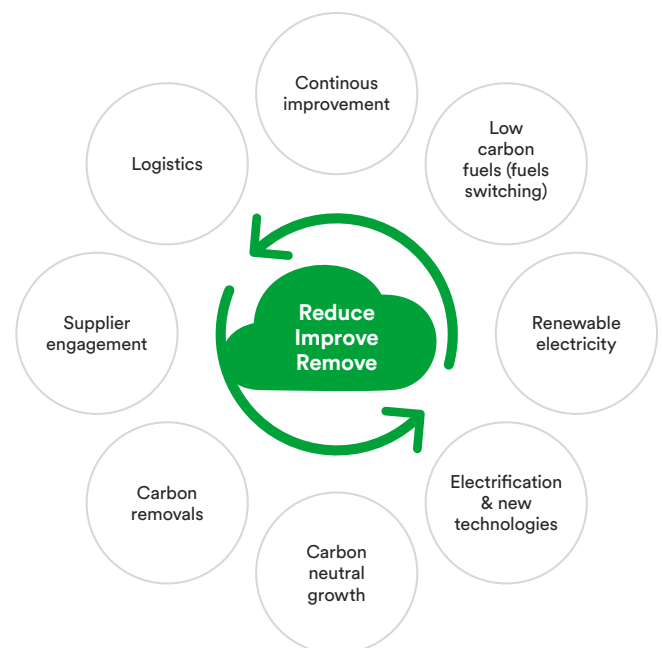 Continous
improvement
Low
carbon
fuels (fuels
switching)
Logistics
Reduce
Improve
Remove
Supplier
engagement
Renewable
electricity
Electrification
& new
technologies
Carbon
removals
Carbon
neutral
growth